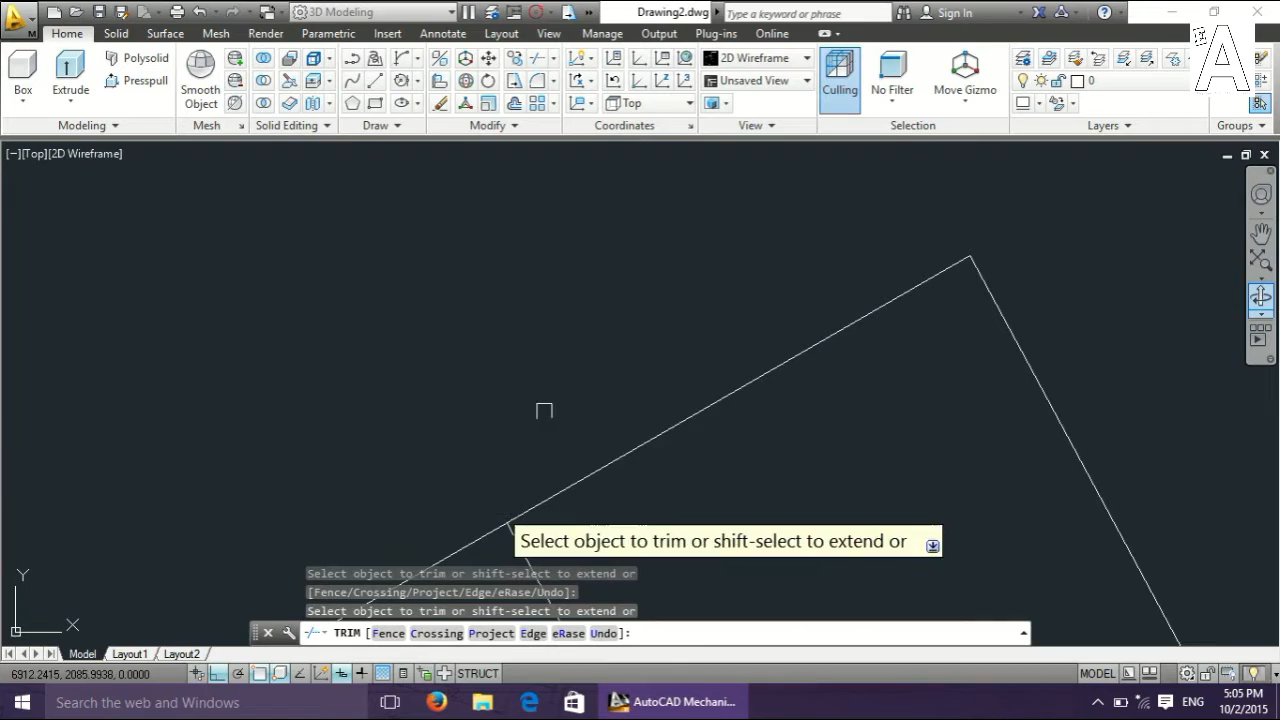 3D Modeling
Drawing2.dwg
Type a keyword or phrase
Sign In
M
Home Solid Surface Mesh Render Parametric Insert Annotate Layout View Manage Output Plug-ins Online
A
Box
Extrude
Polysolid
Presspull
Smooth Object
2D Wireframe
Unsaved View
Top
Culling
No Filter
Move Gizmo
0
Modeling
Mesh
Solid Editing
Draw
Modify
Coordinates
View
Selection
Layers
Groups
[−][Top][2D Wireframe]
Select object to trim or shift-select to extend or
Select object to trim or shift-select to extend or
[Fence/Crossing/Project/Edge/eRase/Undo]:
Select object to trim or shift-select to extend or
TRIM [Fence Crossing Project Edge eRase Undo]:
Y
X
Model Layout1 Layout2
6912.2415, 2085.9938, 0.0000
STRUCT
MODEL
Search the web and Windows
AutoCAD Mechani...
ENG
5:05 PM
10/2/2015